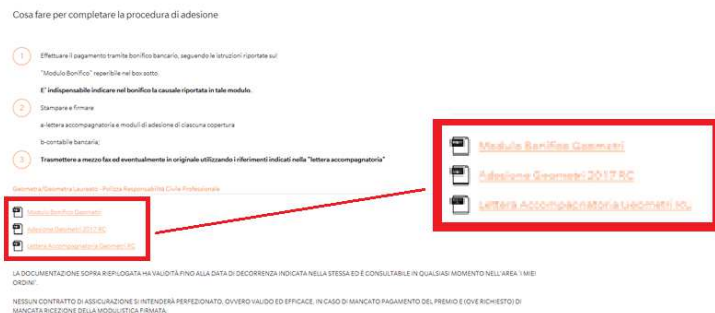 Cosa fare per completare la procedura di adesione
1
Effettuare il pagamento tramite bonifico bancario, seguendo le istruzioni riportate sul
"Modulo Bonifico" reperibile nel box sotto.
E' indispensabile indicare nel bonifico la causale riportata in tale modulo.
2
Stampare e firmare
a-lettera accompagnatoria e moduli di adesione di ciascuna copertura
b-contabile bancaria;
3
Trasmettere a mezzo fax ed eventualmente in originale utilizzando i riferimenti indicati nella "lettera accompagnatoria"
Geometra/Geometra Laureato - Polizza Responsabilità Civile Professionale
Modulo Bonifico Geometri
Adesione Geometri 2017 RC
Lettera Accompagnatoria Geometri RC
Modulo Bonifico Geometri
Adesione Geometri 2017 RC
Lettera Accompagnatoria Geometri RC
LA DOCUMENTAZIONE SOPRA RIEPILOGATA HA VALIDITÀ FINO ALLA DATA DI DECORRENZA INDICATA NELLA STESSA ED È CONSULTABILE IN QUALSIASI MOMENTO NELL'AREA 'I MIEI
ORDINI'.
NESSUN CONTRATTO DI ASSICURAZIONE SI INTENDERÀ PERFEZIONATO, OVVERO VALIDO ED EFFICACE, IN CASO DI MANCATO PAGAMENTO DEL PREMIO E (OVE RICHIESTO) DI
MANCATA RICEZIONE DELLA MODULISTICA FIRMATA.